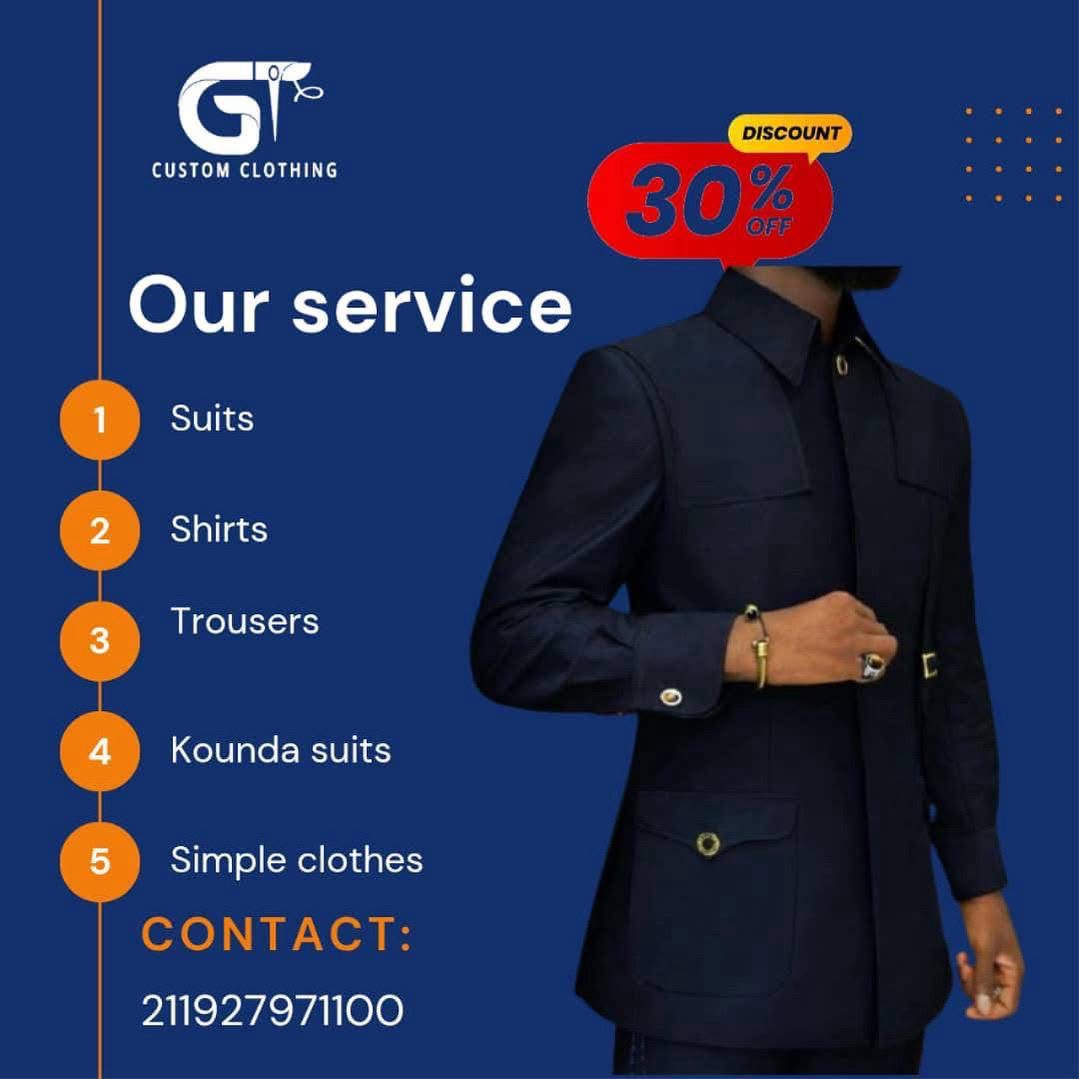 GT
CUSTOM CLOTHING
DISCOUNT
30%
OFF
Our service
1 Suits
2 Shirts
3 Trousers
4 Kounda suits
5 Simple clothes
CONTACT:
211927971100